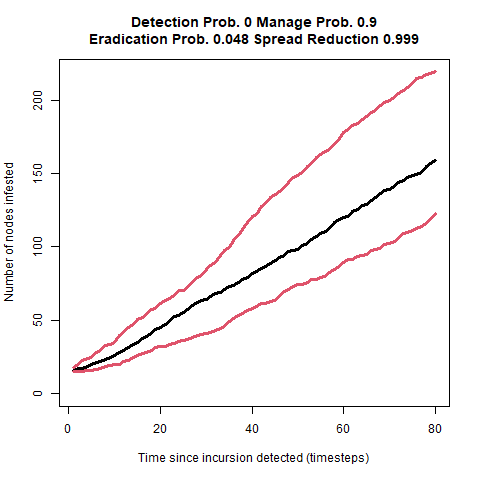 Detection Prob. 0 Manage Prob. 0.9
Eradication Prob. 0.048 Spread Reduction 0.999
Number of nodes infested
200
150
100
50
0
0 20 40 60 80
Time since incursion detected (timesteps)